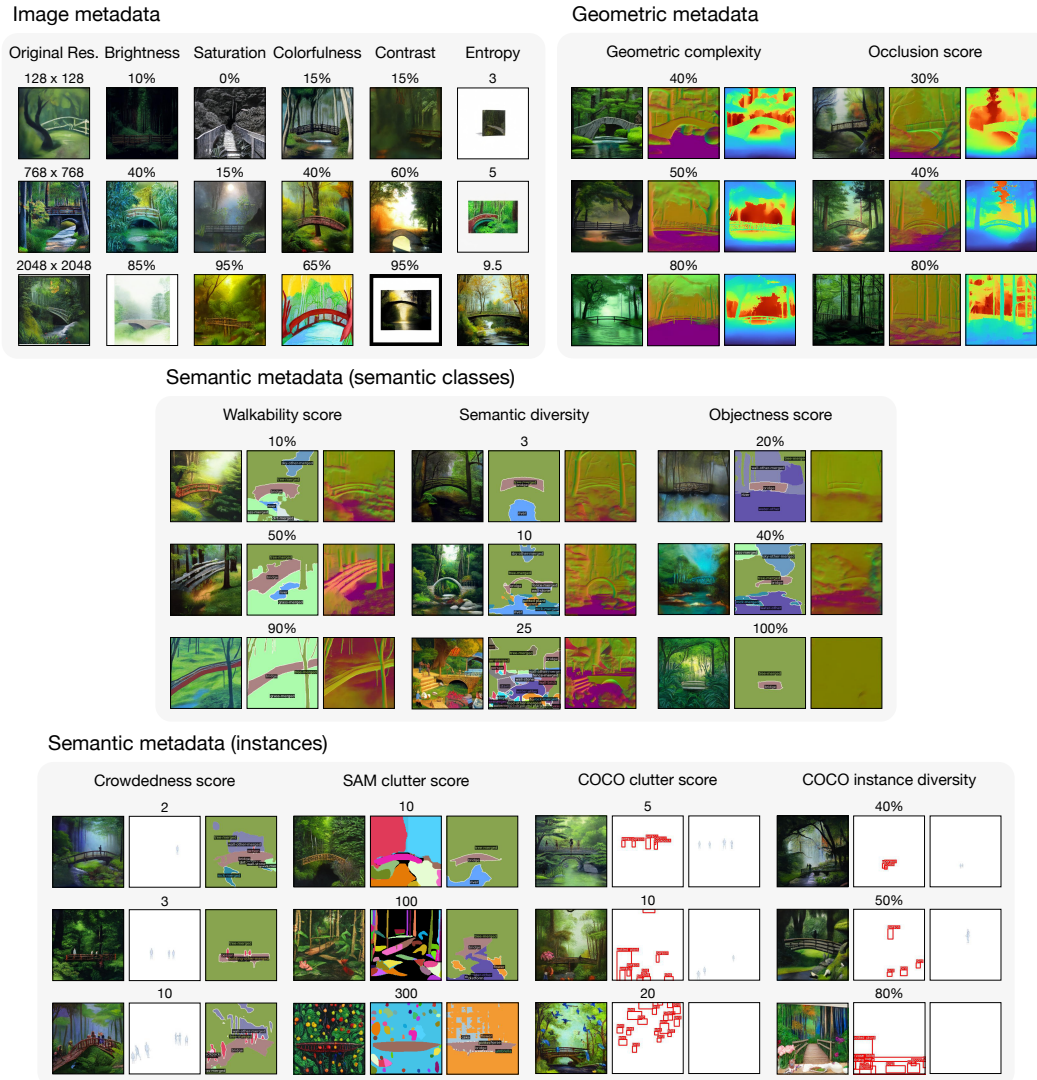 Image metadata
Original Res. Brightness Saturation Colorfulness Contrast Entropy
128 x 128 10% 0% 15% 15% 3
768 x 768 40% 15% 40% 60% 5
2048 x 2048 85% 95% 65% 95% 9.5
Geometric metadata
Geometric complexity Occlusion score
40% 30%
50% 40%
80% 80%
Semantic metadata (semantic classes)
Walkability score Semantic diversity Objectness score
10% 3 20%
50% 10 40%
90% 25 100%
Semantic metadata (instances)
Crowdedness score SAM clutter score COCO clutter score COCO instance diversity
2 10 5 40%
3 100 10 50%
10 300 20 80%